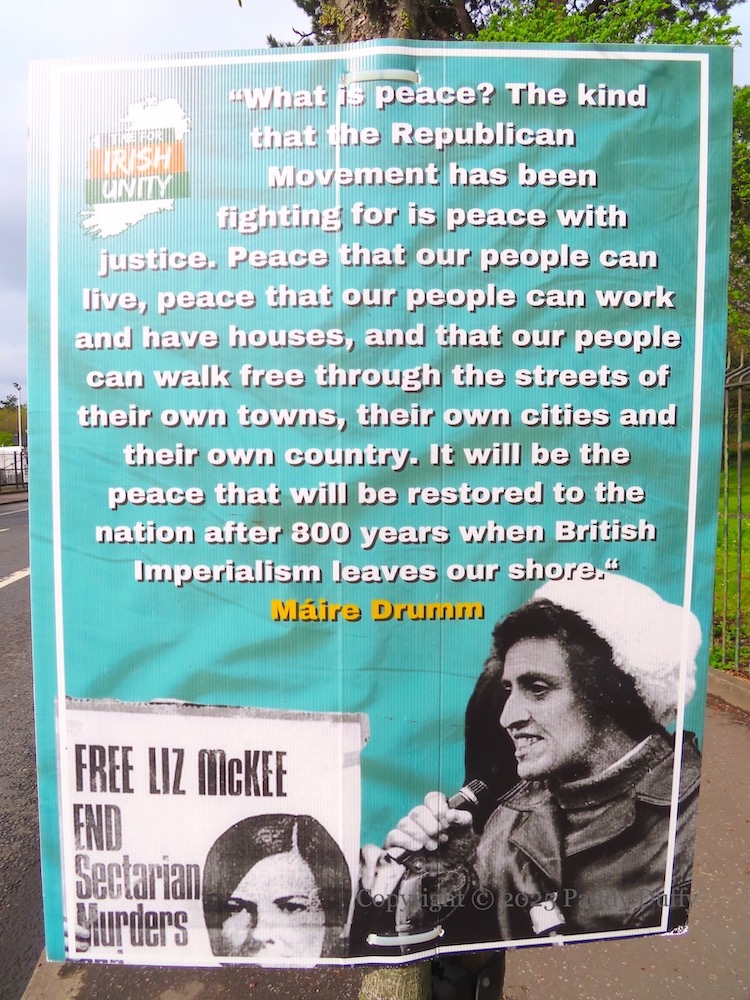 TIME FOR
IRISH
UNITY
“What is peace? The kind
that the Republican
Movement has been
fighting for is peace with
justice. Peace that our people can
live, peace that our people can work
and have houses, and that our people
can walk free through the streets of
their own towns, their own cities and
their own country. It will be the
peace that will be restored to the
nation after 800 years when British
Imperialism leaves our shore.“
Máire Drumm
FREE LIZ McKEE
END
Sectarian
Murders
Copyright © 2025 Paddy Duffy